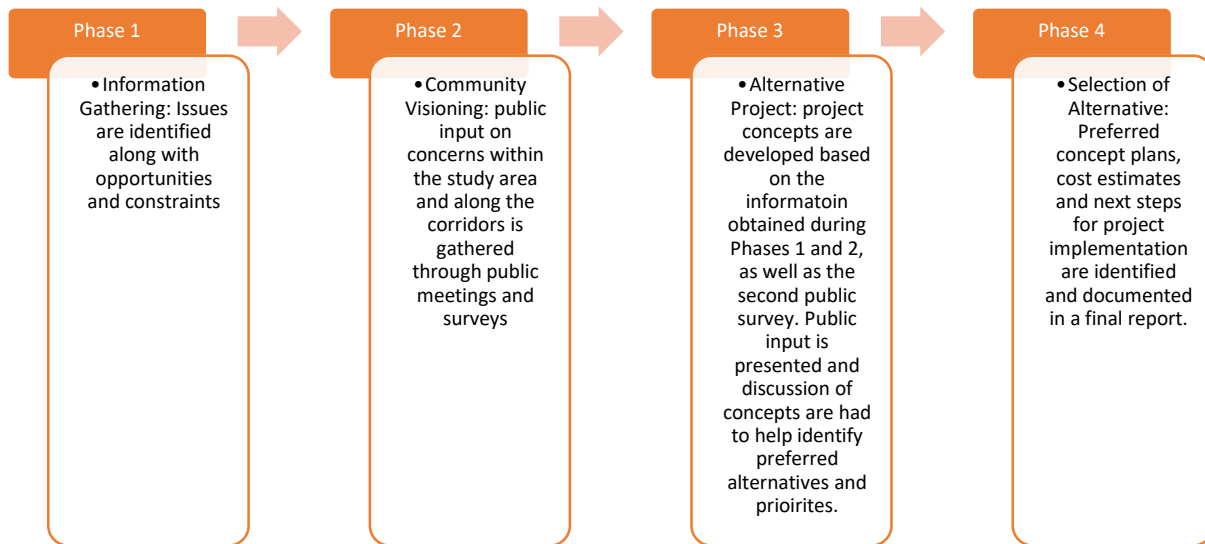 Phase 1
• Information
Gathering: Issues
are identified
along with
opportunities
and constraints
Phase 2
• Community
Visioning: public
input on
concerns within
the study area
and along the
corridors is
gathered
through public
meetings and
surveys
Phase 3
• Alternative
Project: project
concepts are
developed based
on the
informatoin
obtained during
Phases 1 and 2,
as well as the
second public
survey. Public
input is
presented and
discussion of
concepts are had
to help identify
preferred
alternatives and
prioirites.
Phase 4
• Selection of
Alternative:
Preferred
concept plans,
cost estimates
and next steps
for project
implementation
are identified
and documented
in a final report.